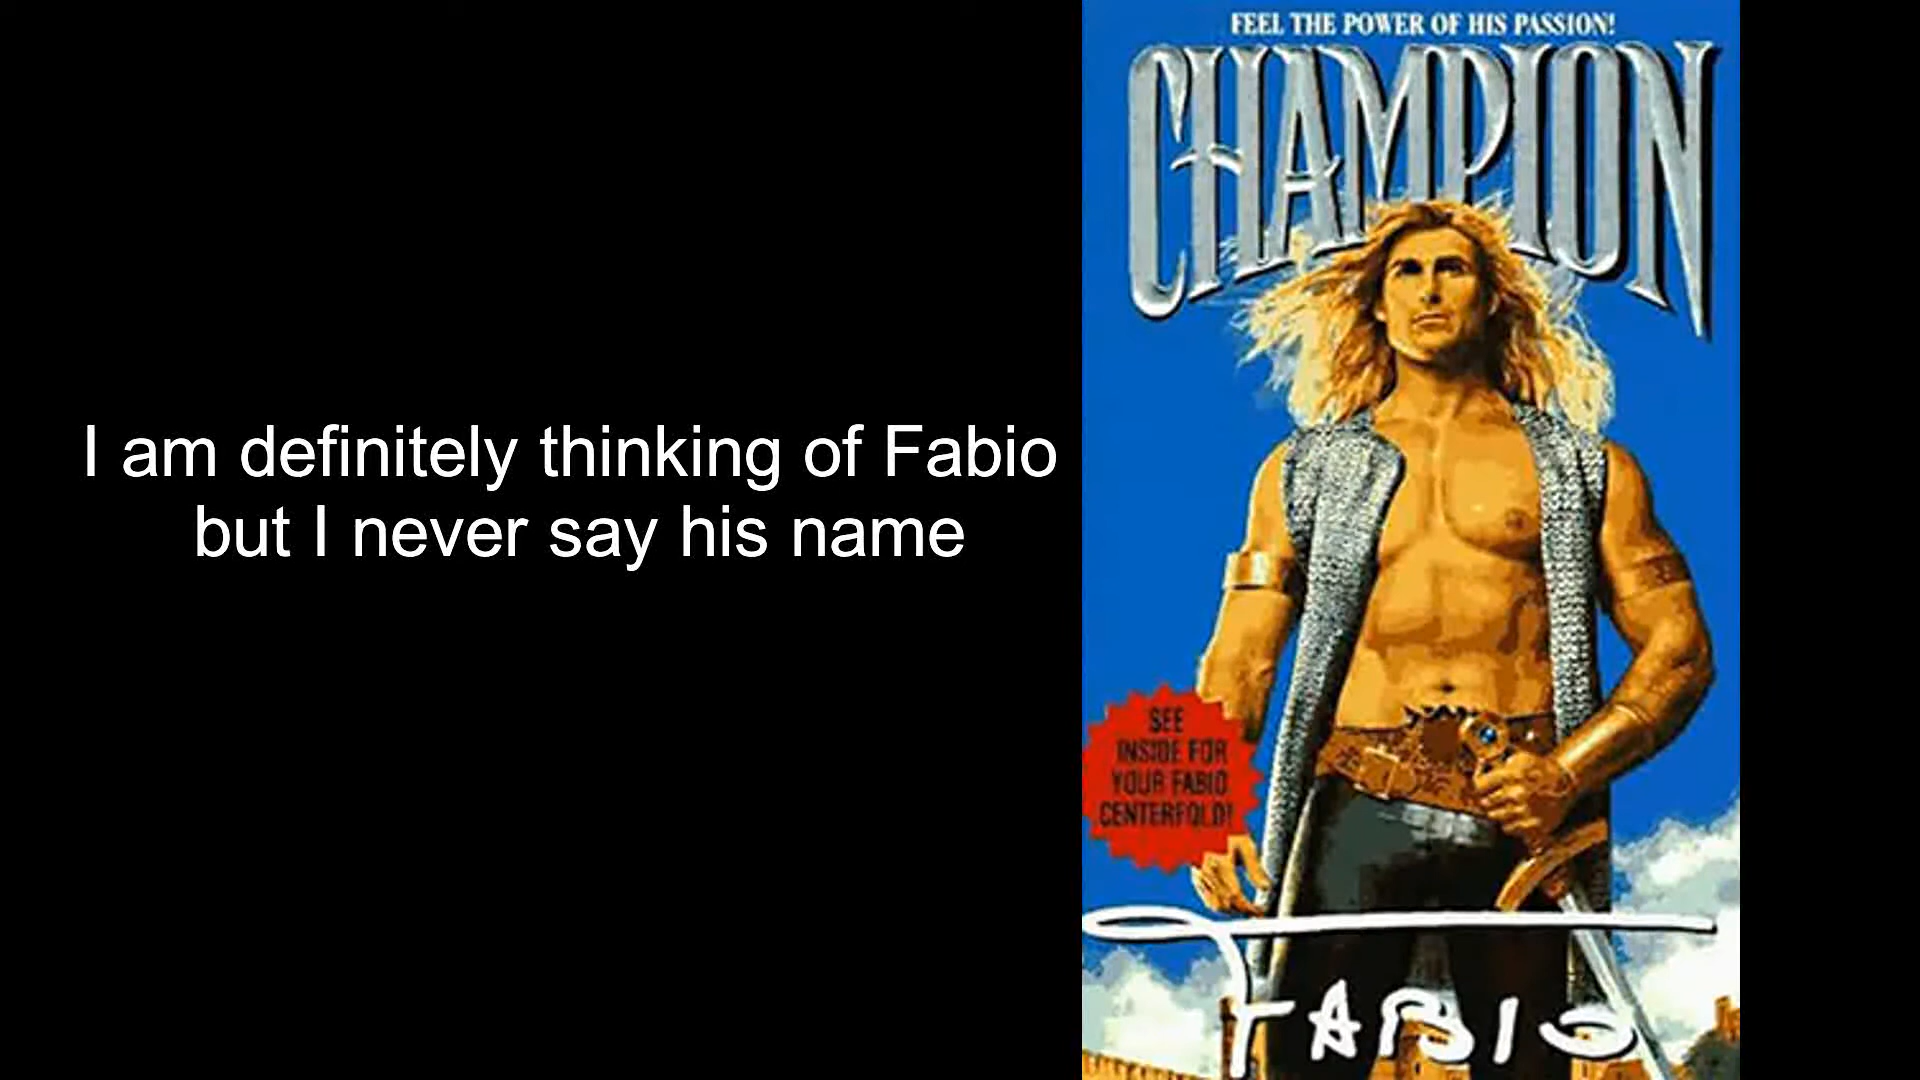 I am definitely thinking of Fabio
but I never say his name
FEEL THE POWER OF HIS PASSION!
CHAMPION
SEE
INSIDE FOR
YOUR FABIO
CENTERFOLD!
FABIO